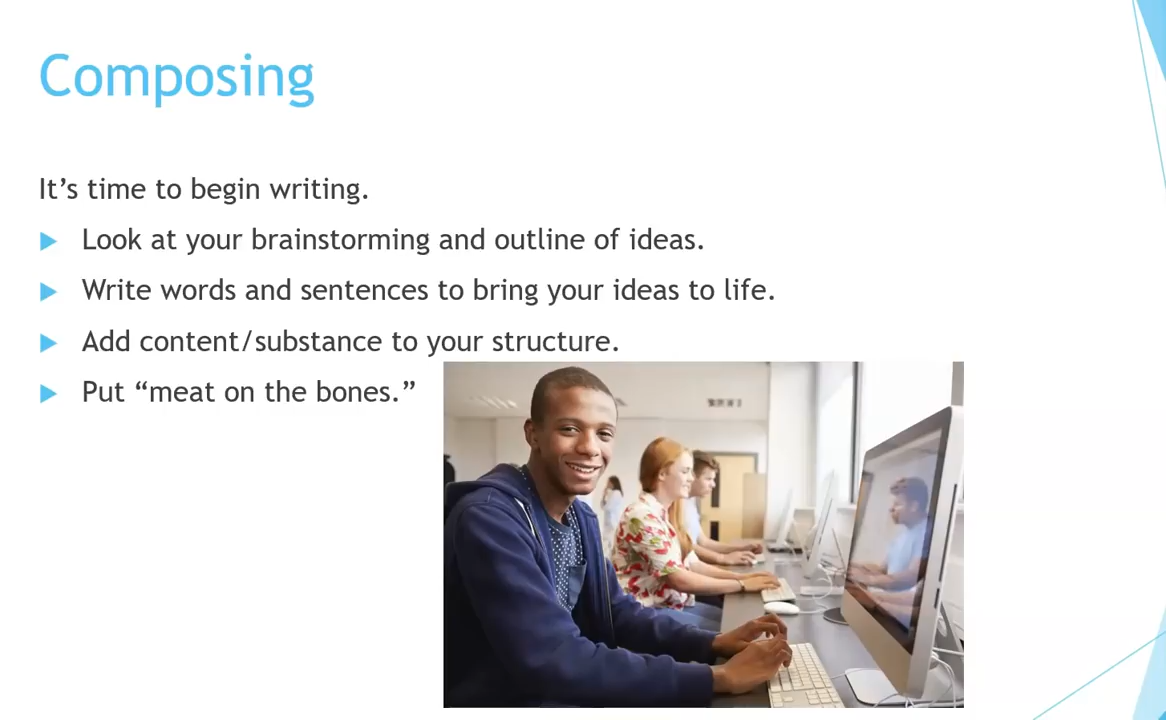 Composing
It’s time to begin writing.
Look at your brainstorming and outline of ideas.
Write words and sentences to bring your ideas to life.
Add content/substance to your structure.
Put “meat on the bones.”